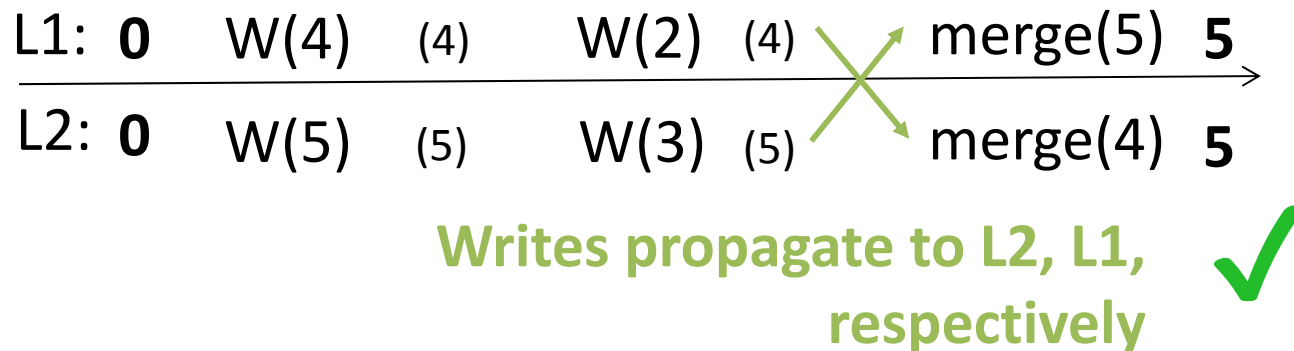 L1: 0 W(4) (4) W(2) (4) merge(5) 5
L2: 0 W(5) (5) W(3) (5) merge(4) 5
Writes propagate to L2, L1,
respectively